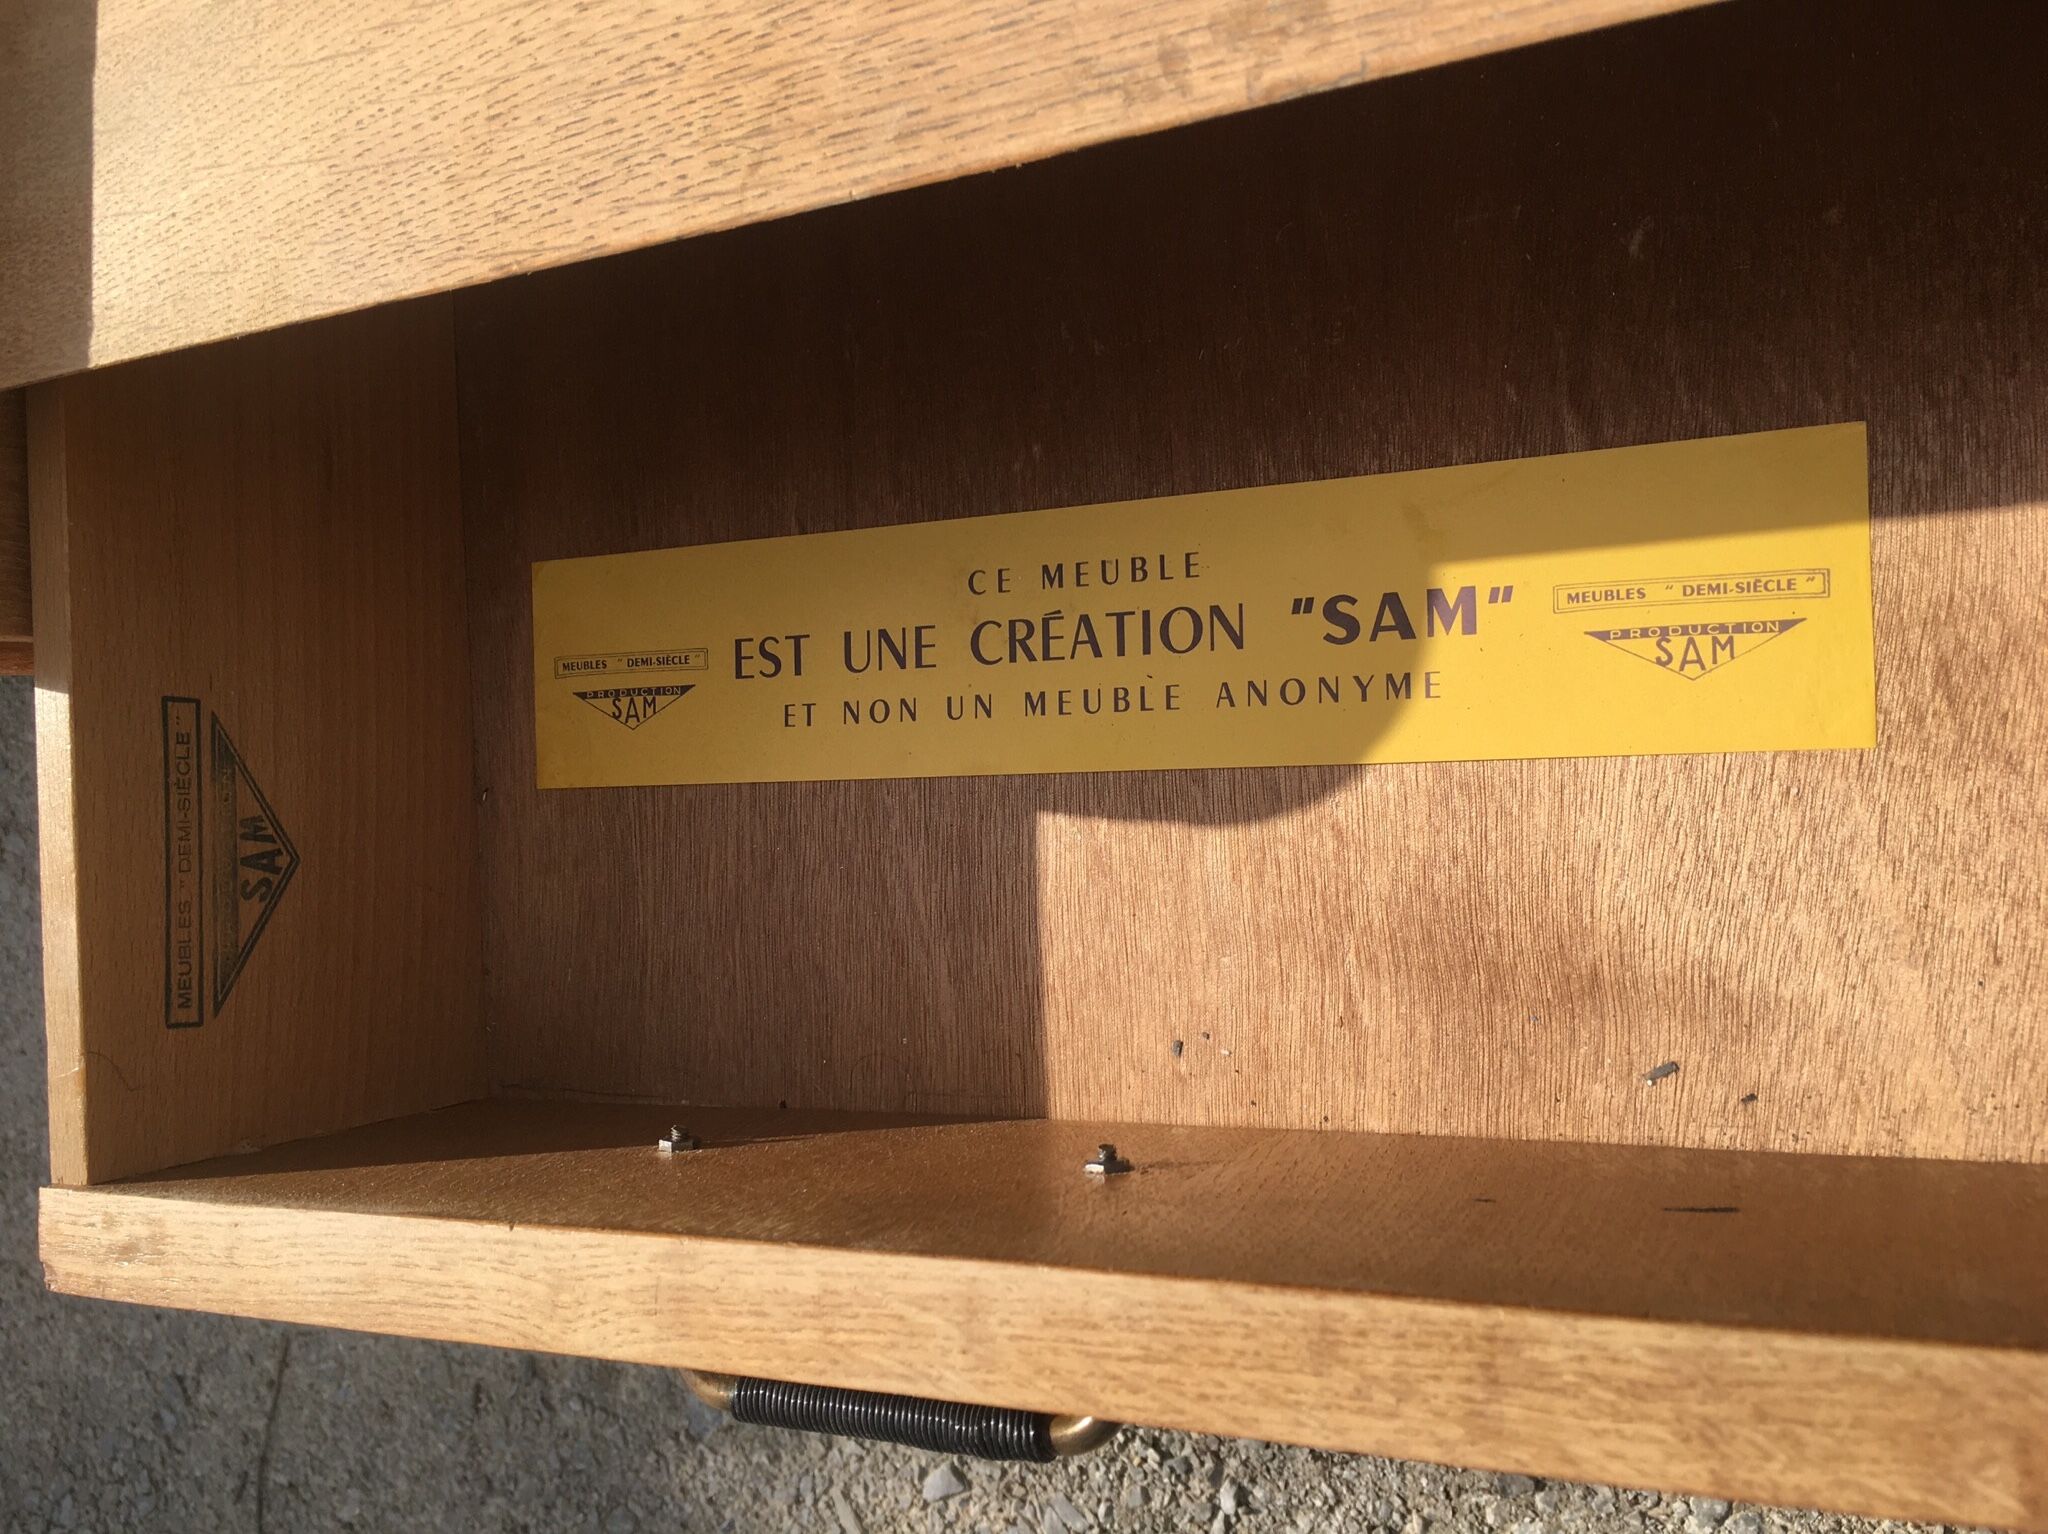 CE MEUBLE
EST UNE CRÉATION "SAM"
ET NON UN MEUBLE ANONYME
MEUBLES "DEMI-SIÈCLE"
PRODUCTION
SAM
MEUBLES "DEMI-SIÈCLE"
PRODUCTION
SAM
MEUBLES "DEMI-SIÈCLE"
SAM